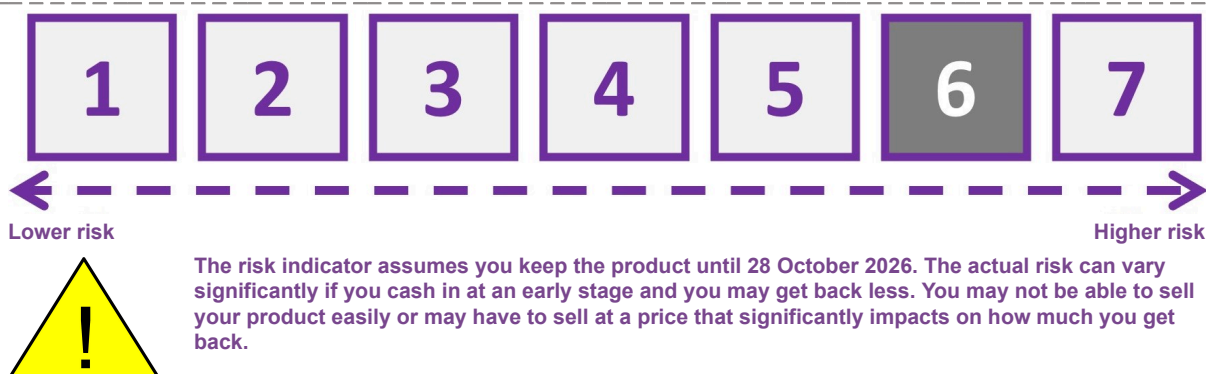 1 2 3 4 5 6 7
Lower risk Higher risk
The risk indicator assumes you keep the product until 28 October 2026. The actual risk can vary
significantly if you cash in at an early stage and you may get back less. You may not be able to sell
your product easily or may have to sell at a price that significantly impacts on how much you get
back.
!